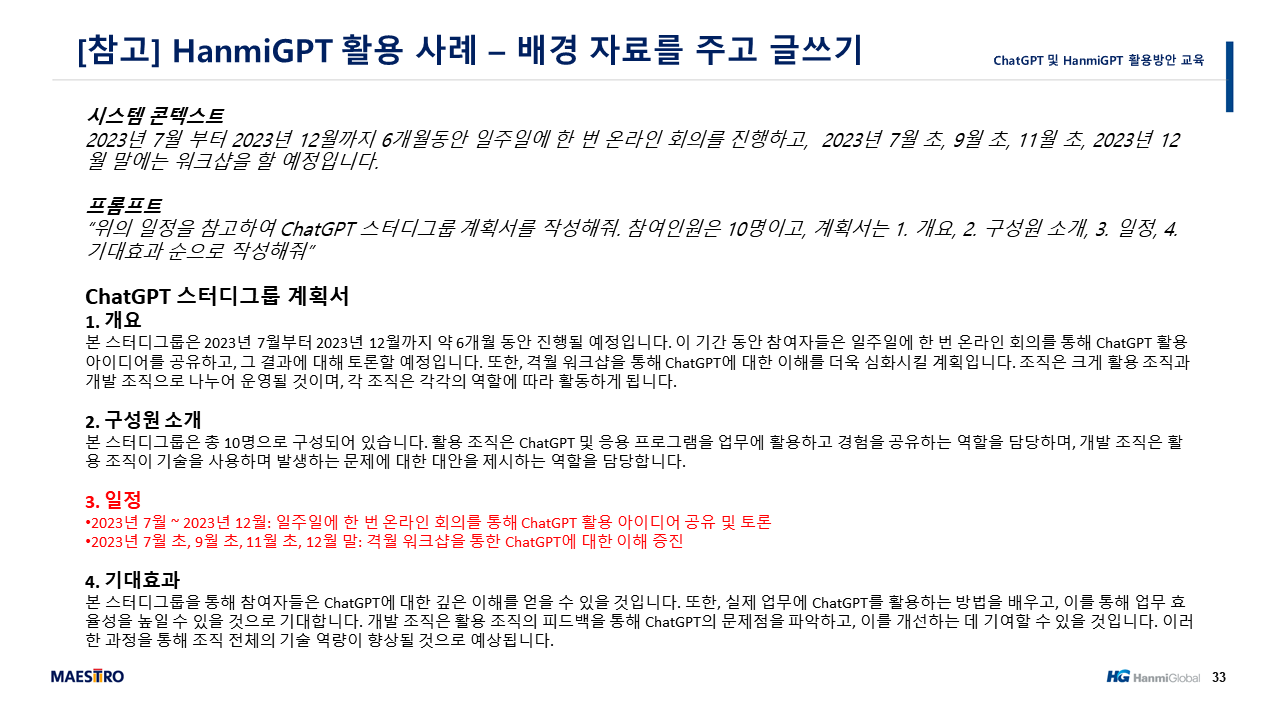 [참고] HanmiGPT 활용 사례 – 배경 자료를 주고 글쓰기
ChatGPT 및 HanmiGPT 활용방안 교육
시스템 콘텍스트
2023년 7월 부터 2023년 12월까지 6개월동안 일주일에 한 번 온라인 회의를 진행하고, 2023년 7월 초, 9월 초, 11월 초, 2023년 12
월 말에는 워크샵을 할 예정입니다.
프롬프트
“위의 일정을 참고하여 ChatGPT 스터디그룹 계획서를 작성해줘. 참여인원은 10명이고, 계획서는 1. 개요, 2. 구성원 소개, 3. 일정, 4.
기대효과 순으로 작성해줘”
ChatGPT 스터디그룹 계획서
1. 개요
본 스터디그룹은 2023년 7월부터 2023년 12월까지 약 6개월 동안 진행될 예정입니다. 이 기간 동안 참여자들은 일주일에 한 번 온라인 회의를 통해 ChatGPT 활용
아이디어를 공유하고, 그 결과에 대해 토론할 예정입니다. 또한, 격월 워크샵을 통해 ChatGPT에 대한 이해를 더욱 심화시킬 계획입니다. 조직은 크게 활용 조직과
개발 조직으로 나누어 운영될 것이며, 각 조직은 각각의 역할에 따라 활동하게 됩니다.
2. 구성원 소개
본 스터디그룹은 총 10명으로 구성되어 있습니다. 활용 조직은 ChatGPT 및 응용 프로그램을 업무에 활용하고 경험을 공유하는 역할을 담당하며, 개발 조직은 활
용 조직이 기술을 사용하며 발생하는 문제에 대한 대안을 제시하는 역할을 담당합니다.
3. 일정
•2023년 7월 ~ 2023년 12월: 일주일에 한 번 온라인 회의를 통해 ChatGPT 활용 아이디어 공유 및 토론
•2023년 7월 초, 9월 초, 11월 초, 12월 말: 격월 워크샵을 통한 ChatGPT에 대한 이해 증진
4. 기대효과
본 스터디그룹을 통해 참여자들은 ChatGPT에 대한 깊은 이해를 얻을 수 있을 것입니다. 또한, 실제 업무에 ChatGPT를 활용하는 방법을 배우고, 이를 통해 업무 효
율성을 높일 수 있을 것으로 기대합니다. 개발 조직은 활용 조직의 피드백을 통해 ChatGPT의 문제점을 파악하고, 이를 개선하는 데 기여할 수 있을 것입니다. 이러
한 과정을 통해 조직 전체의 기술 역량이 향상될 것으로 예상됩니다.
MAESTRO
HG HanmiGlobal
33